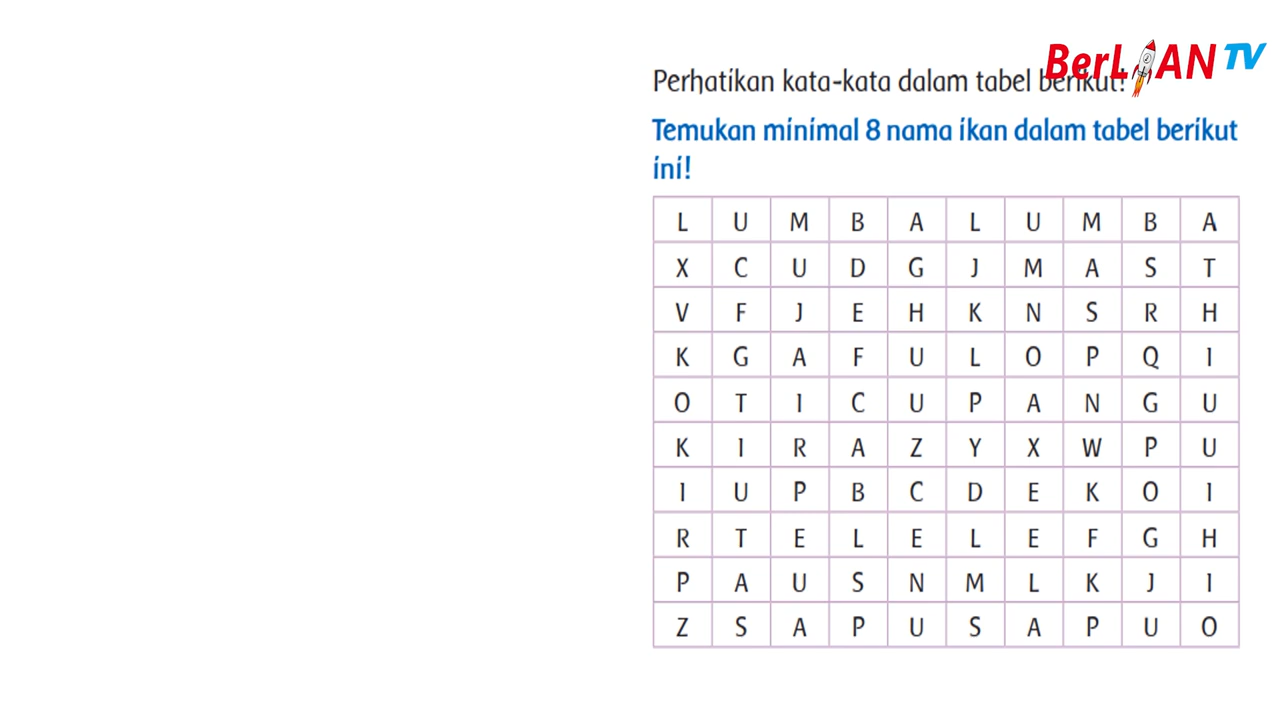 BerLIAN TV
Perhatikan kata-kata dalam tabel berikut!
Temukan minimal 8 nama ikan dalam tabel berikut
ini!
L U M B A L U M B A
X C U D G J M A S T
V F J E H K N S R H
K G A F U L O P Q I
O T I C U P A N G U
K I R A Z Y X W P U
I U P B C D E K O I
R T E L E L E F G H
P A U S N M L K J I
Z S A P U S A P U O